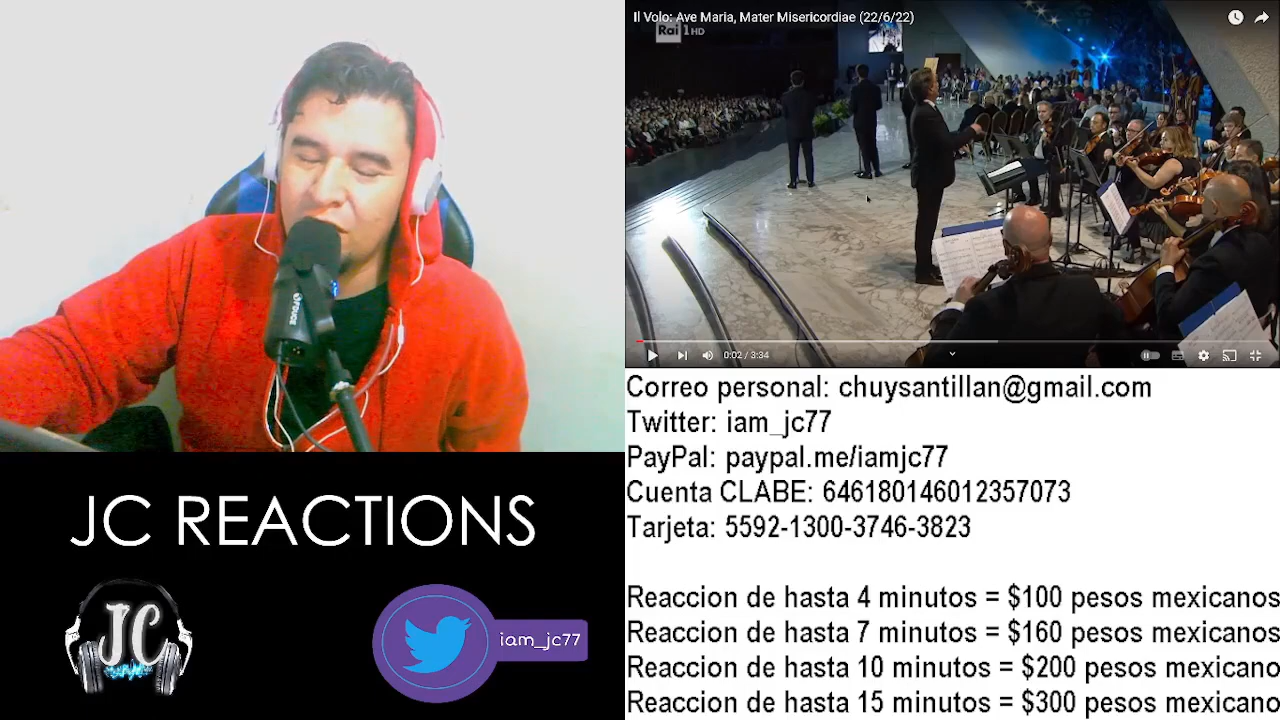 Il Volo: Ave Maria, Mater Misericordiae (22/6/22)
Rai 1 HD
0:02 / 3:34
Correo personal: chuysantillan@gmail.com
Twitter: iam_jc77
PayPal: paypal.me/iamjc77
Cuenta CLABE: 646180146012357073
Tarjeta: 5592-1300-3746-3823
Reaccion de hasta 4 minutos = $100 pesos mexicanos
Reaccion de hasta 7 minutos = $160 pesos mexicanos
Reaccion de hasta 10 minutos = $200 pesos mexicano
Reaccion de hasta 15 minutos = $300 pesos mexicano
JC REACTIONS
JC
iam_jc77